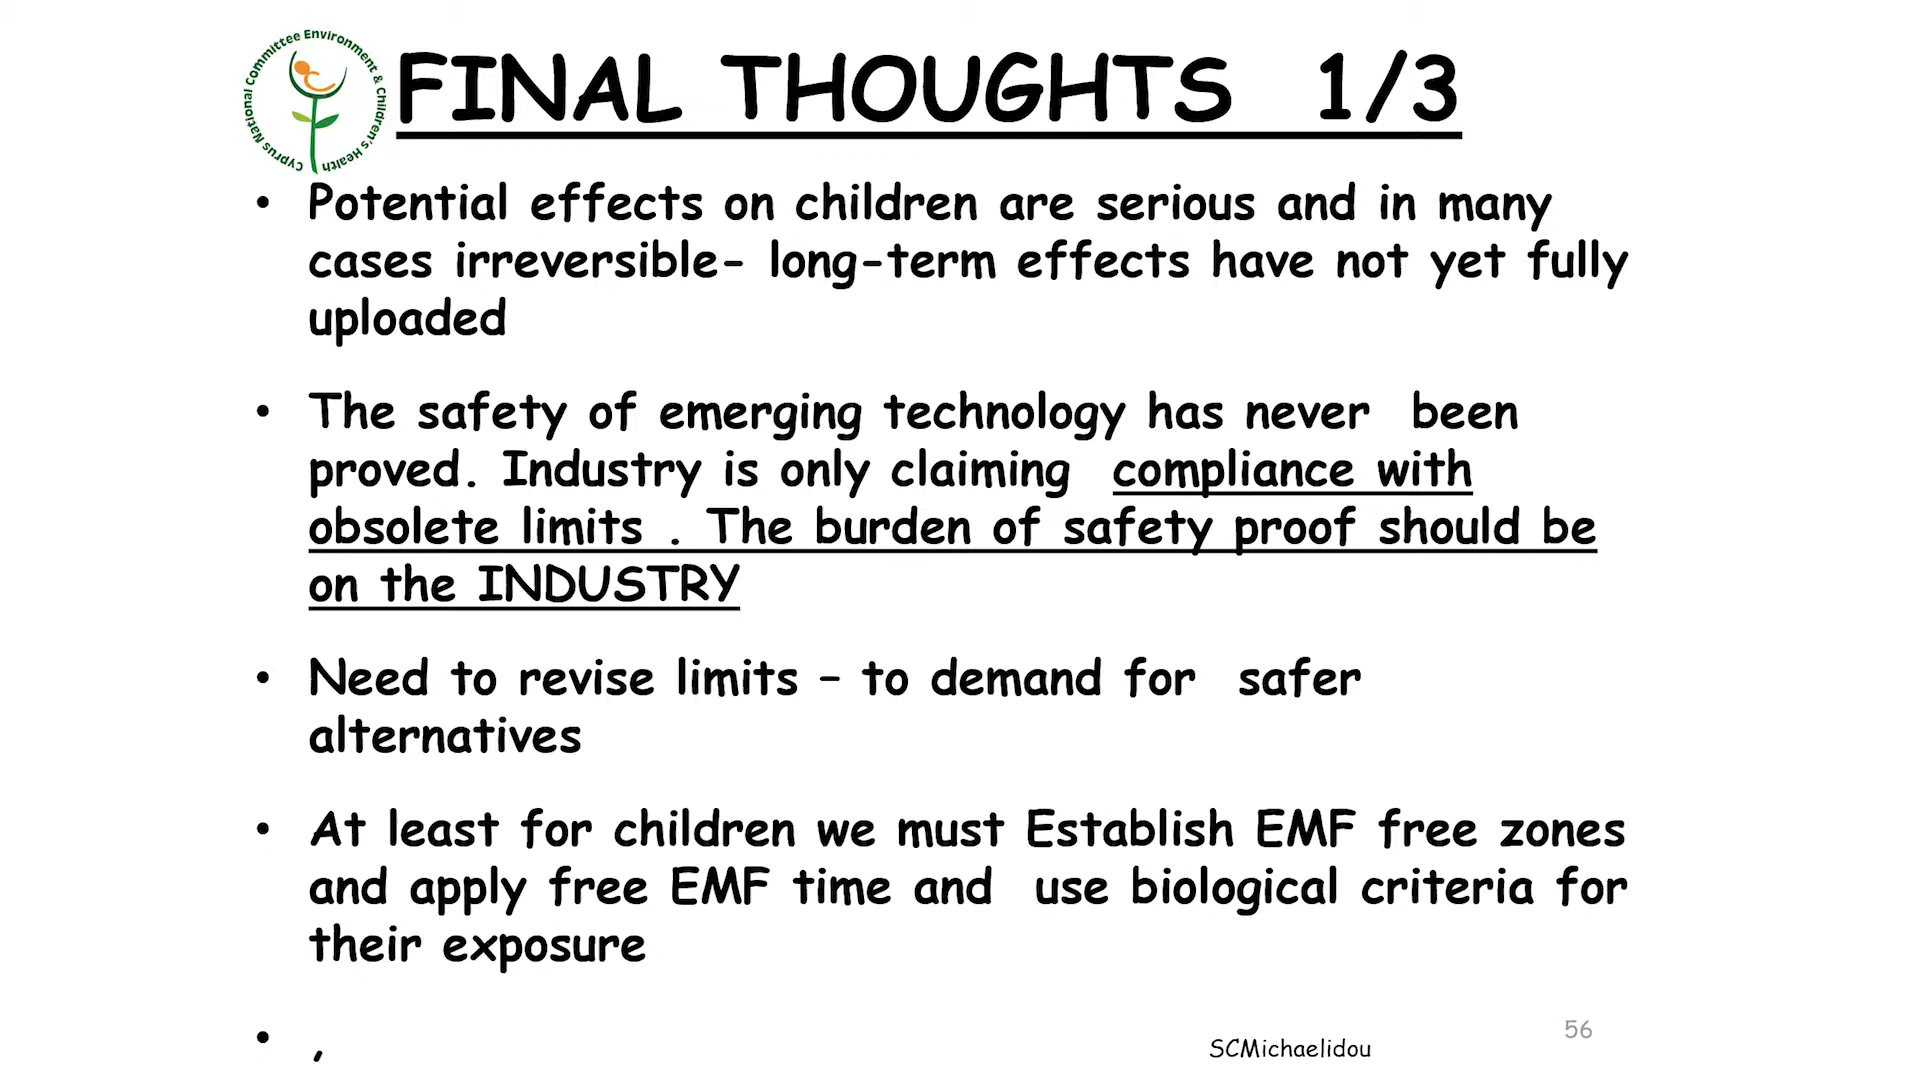 Cyprus National Committee Environment & Children's Health
FINAL THOUGHTS 1/3
• Potential effects on children are serious and in many
cases irreversible- long-term effects have not yet fully
uploaded
• The safety of emerging technology has never been
proved. Industry is only claiming compliance with
obsolete limits . The burden of safety proof should be
on the INDUSTRY
• Need to revise limits – to demand for safer
alternatives
• At least for children we must Establish EMF free zones
and apply free EMF time and use biological criteria for
their exposure
• ,
SCMichaelidou
56